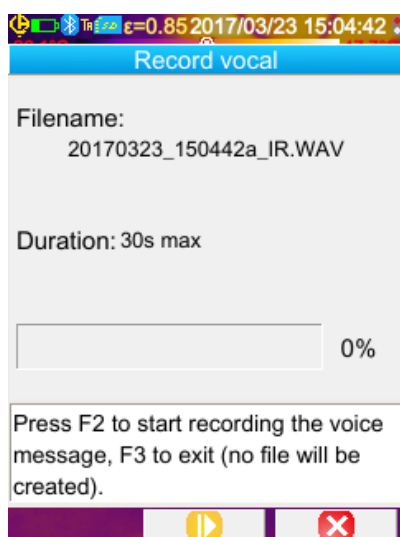 ε=0.85 2017/03/23 15:04:42
Record vocal
Filename:
20170323_150442a_IR.WAV
Duration: 30s max
0%
Press F2 to start recording the voice
message, F3 to exit (no file will be
created).